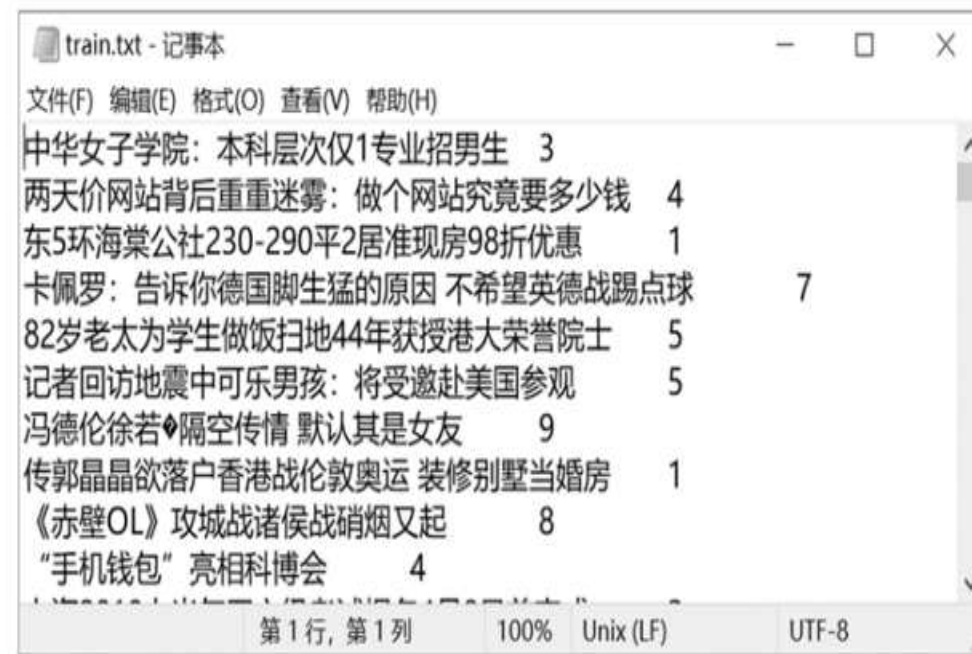 train.txt - 记事本
文件(F) 编辑(E) 格式(O) 查看(V) 帮助(H)
中华女子学院：本科层次仅1专业招男生 3
两天价网站背后重重迷雾：做个网站究竟要多少钱 4
东5环海棠公社230-290平2居准现房98折优惠 1
卡佩罗：告诉你德国脚生猛的原因 不希望英德战踢点球 7
82岁老太为学生做饭扫地44年获授港大荣誉院士 5
记者回访地震中可乐男孩：将受邀赴美国参观 5
冯德伦徐若�隔空传情 默认其是女友 9
传郭晶晶欲落户香港战伦敦奥运 装修别墅当婚房 1
《赤壁OL》攻城战诸侯战硝烟又起 8
“手机钱包”亮相科博会 4
第 1 行, 第 1 列 100% Unix (LF) UTF-8